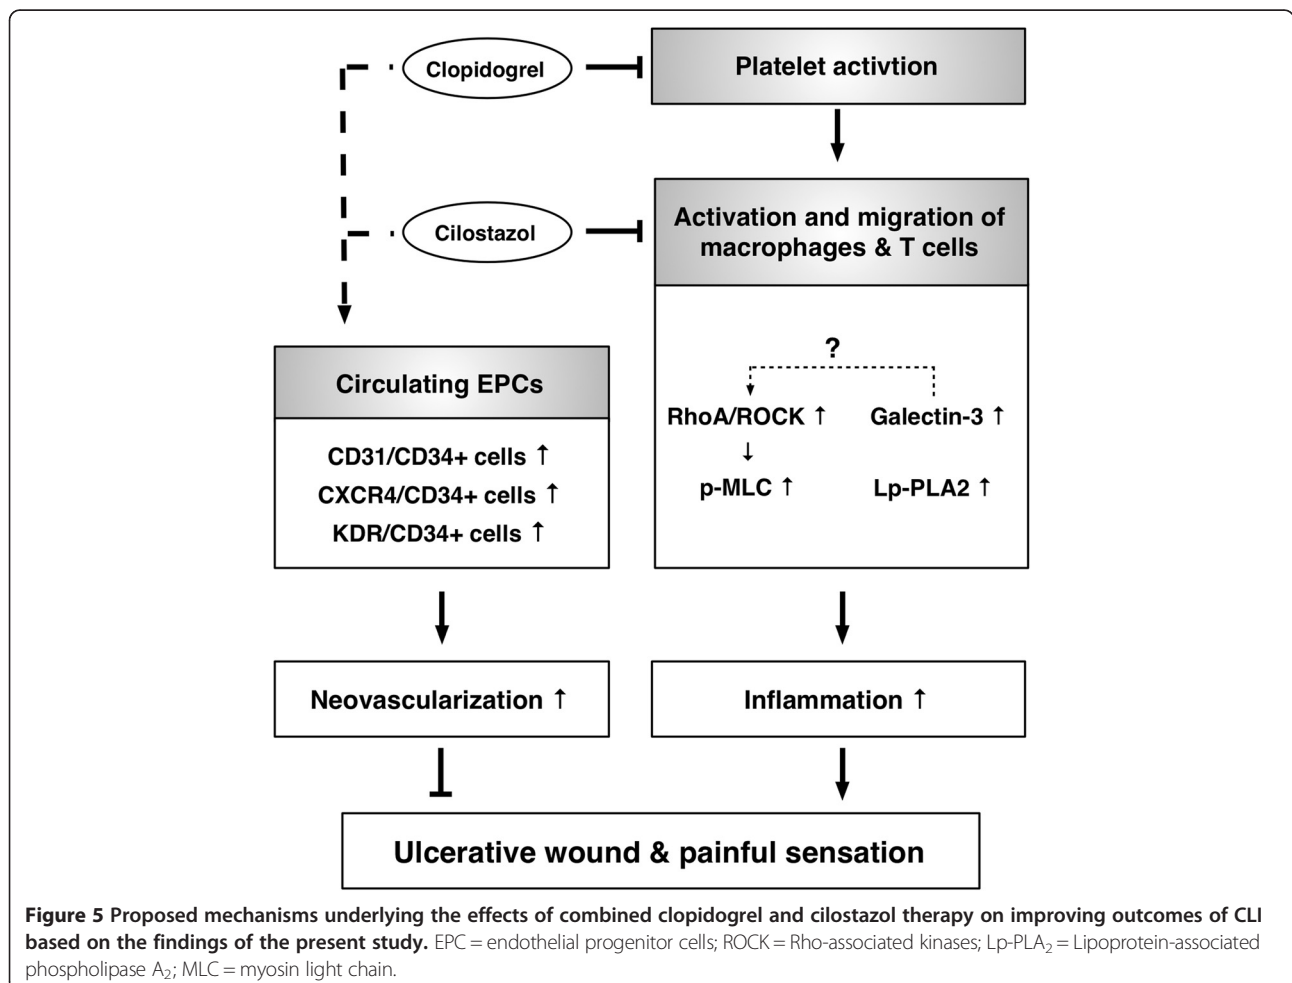 Clopidogrel
Platelet activtion
Cilostazol
Activation and migration of
macrophages & T cells
?
RhoA/ROCK ↑
Galectin-3 ↑
↓
p-MLC ↑
Lp-PLA2 ↑
Circulating EPCs
CD31/CD34+ cells ↑
CXCR4/CD34+ cells ↑
KDR/CD34+ cells ↑
Neovascularization ↑
Inflammation ↑
Ulcerative wound & painful sensation
Figure 5 Proposed mechanisms underlying the effects of combined clopidogrel and cilostazol therapy on improving outcomes of CLI
based on the findings of the present study. EPC = endothelial progenitor cells; ROCK = Rho-associated kinases; Lp-PLA₂ = Lipoprotein-associated
phospholipase A₂; MLC = myosin light chain.